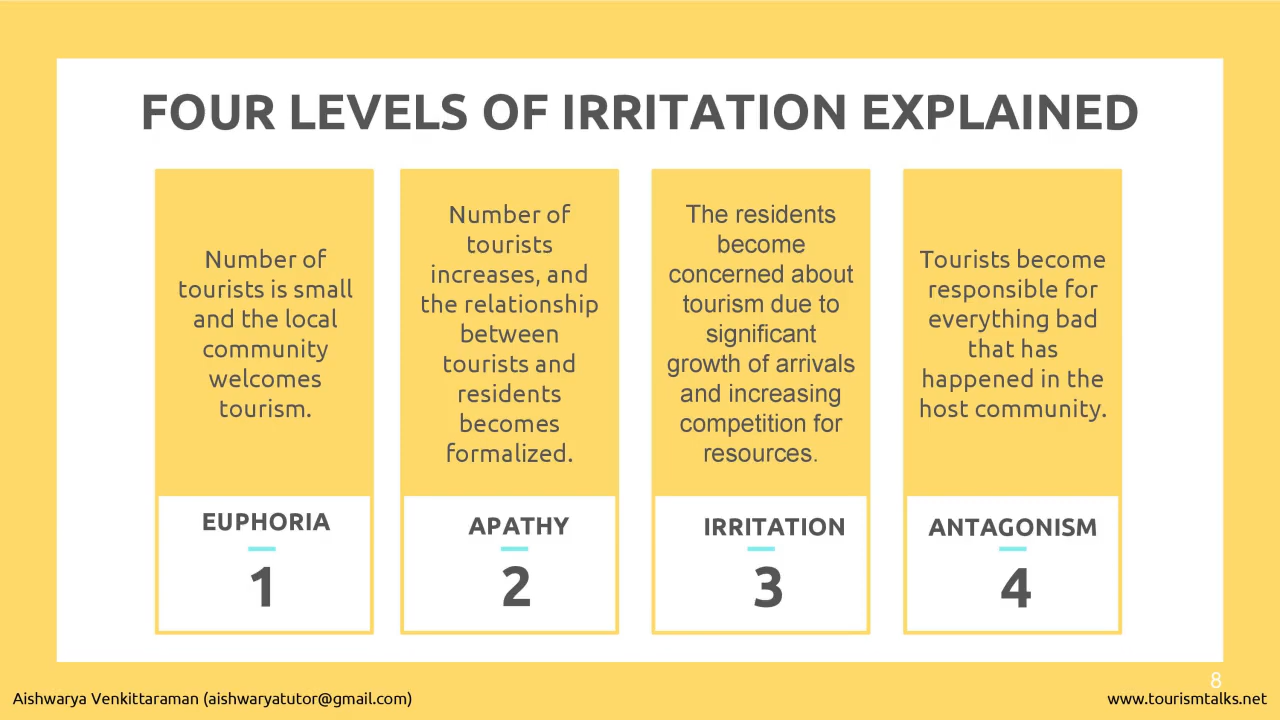 FOUR LEVELS OF IRRITATION EXPLAINED
Number of
tourists is small
and the local
community
welcomes
tourism.
EUPHORIA
1
Number of
tourists
increases, and
the relationship
between
tourists and
residents
becomes
formalized.
APATHY
2
The residents
become
concerned about
tourism due to
significant
growth of arrivals
and increasing
competition for
resources.
IRRITATION
3
Tourists become
responsible for
everything bad
that has
happened in the
host community.
ANTAGONISM
4
8
Aishwarya Venkittaraman (aishwaryatutor@gmail.com)
www.tourismtalks.net